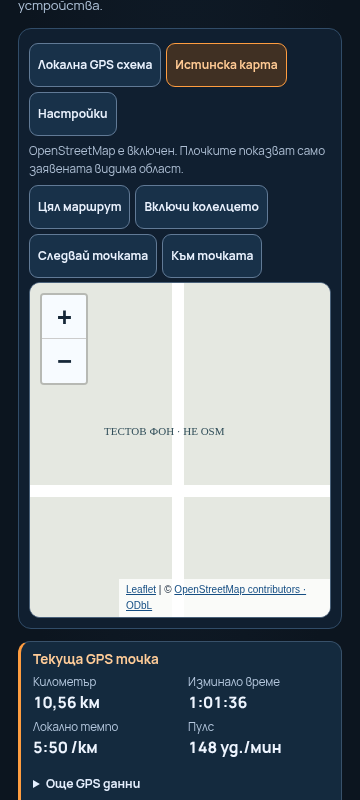 устройства.
Локална GPS схема
Истинска карта
Настройки
OpenStreetMap е включен. Плочките показват само
заявената видима област.
Цял маршрут
Включи колелцето
Следвай точката
Към точката
+
−
ТЕСТОВ ФОН · НЕ OSM
Leaflet | © OpenStreetMap contributors ·
ODbL
Текуща GPS точка
Километър
Изминало време
10,56 км
1:01:36
Локално темпо
Пулс
5:50 /км
148 уд./мин
Още GPS данни